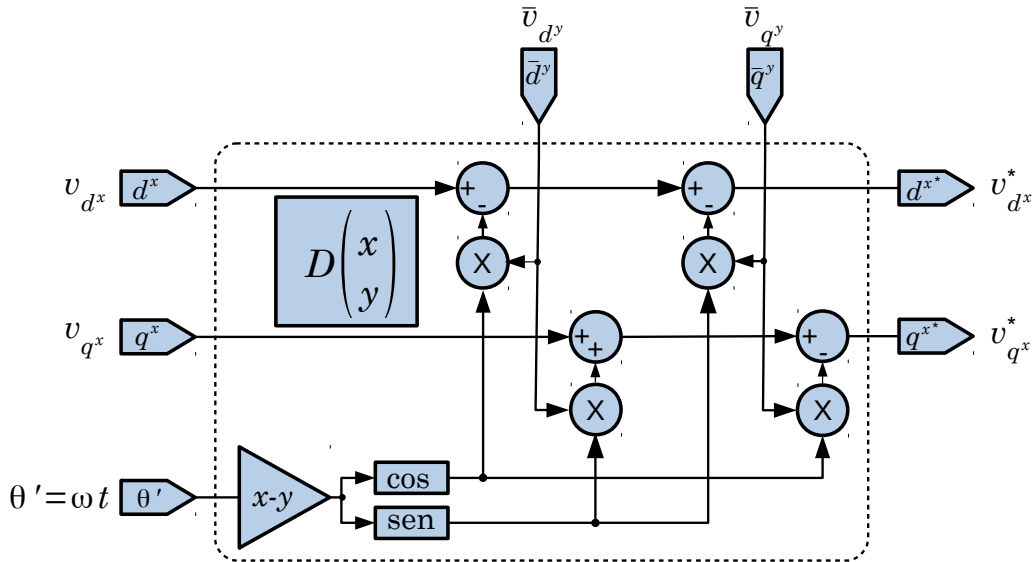 v̄_{d^y} v̄_{q^y}
d̄^y q̄^y
v_{d^x} d^x + - + - d^{x*} v^*_{d^x}
D(x y)
X X
v_{q^x} q^x + + + - q^{x*} v^*_{q^x}
X X
θ'=ωt θ' x-y
cos
sen